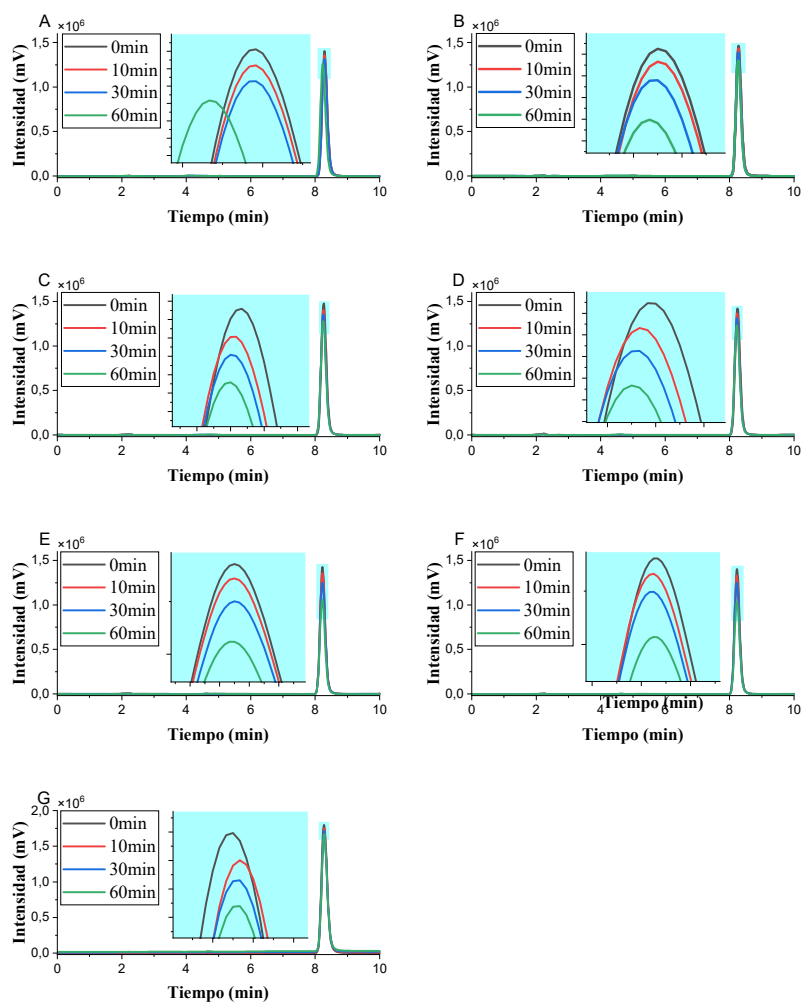 A
×10⁶
0min
10min
30min
60min
1,5
1,0
0,5
0,0
Intensidad (mV)
0 2 4 6 8 10
Tiempo (min)
B
×10⁶
0min
10min
30min
60min
1,5
1,0
0,5
0,0
Intensidad (mV)
0 2 4 6 8 10
Tiempo (min)
C
×10⁶
0min
10min
30min
60min
1,5
1,0
0,5
0,0
Intensidad (mV)
0 2 4 6 8 10
Tiempo (min)
D
×10⁶
0min
10min
30min
60min
1,5
1,0
0,5
0,0
Intensidad (mV)
0 2 4 6 8 10
Tiempo (min)
E
×10⁶
0min
10min
30min
60min
1,5
1,0
0,5
0,0
Intensidad (mV)
0 2 4 6 8 10
Tiempo (min)
F
×10⁶
0min
10min
30min
60min
1,5
1,0
0,5
0,0
Intensidad (mV)
Tiempo (min)
0 2 4 6 8 10
Tiempo (min)
G
×10⁶
0min
10min
30min
60min
2,0
1,5
1,0
0,5
0,0
Intensidad (mV)
0 2 4 6 8 10
Tiempo (min)